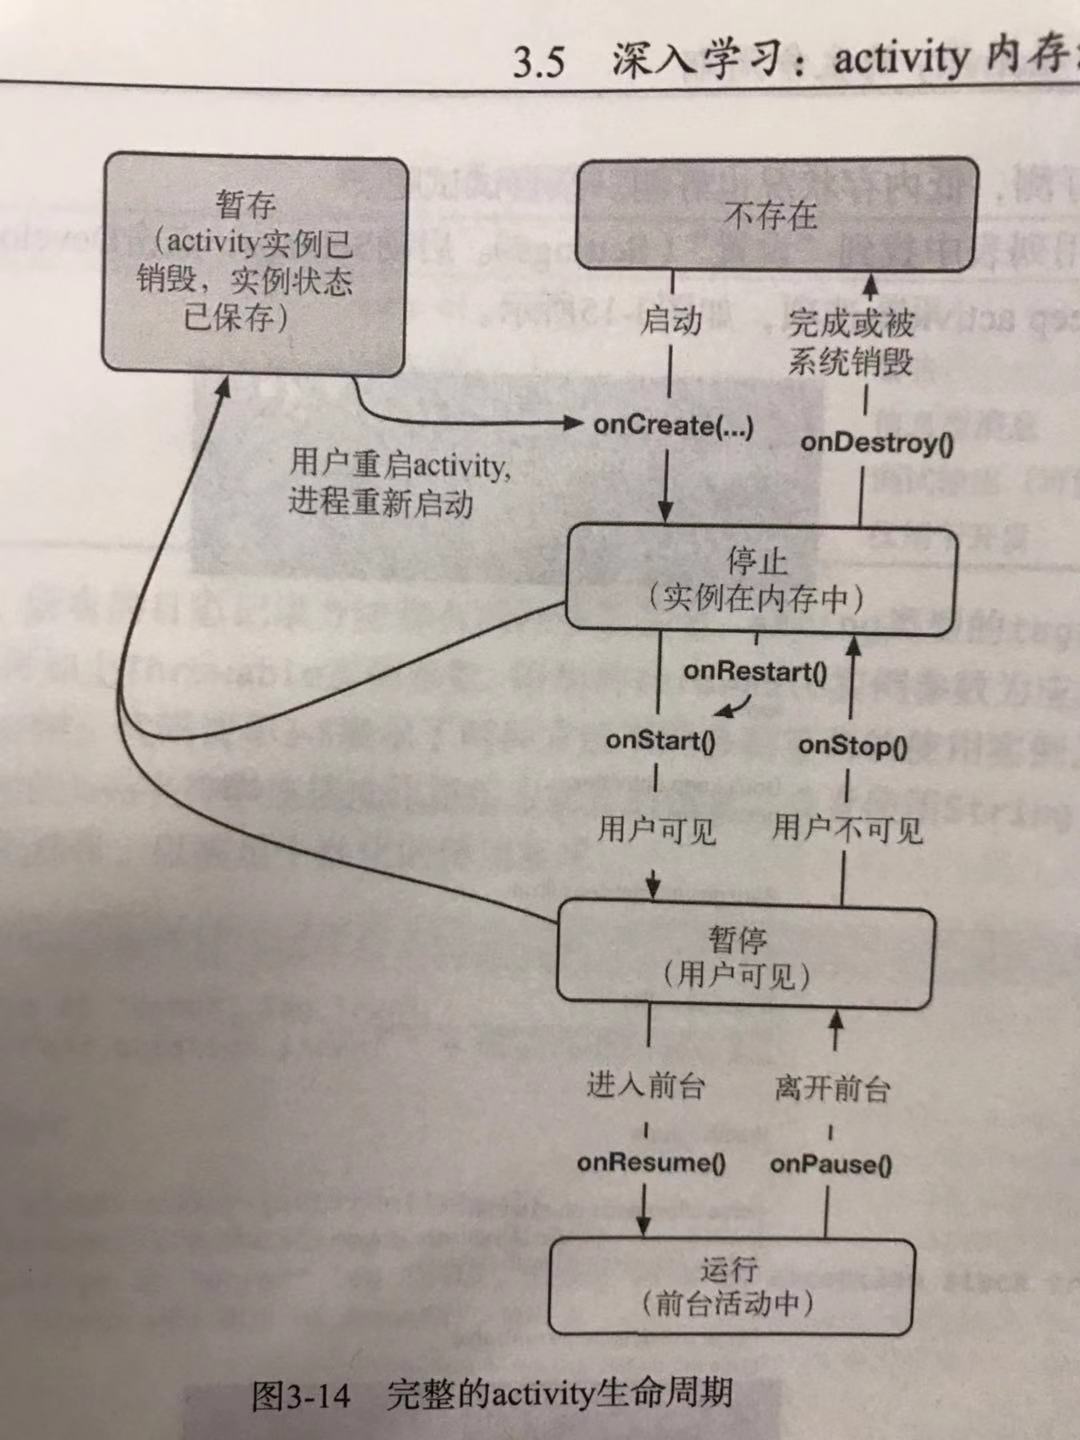 3.5 深入学习：activity 内存
暂存
（activity实例已
销毁，实例状态
已保存）
不存在
启动
完成或被
系统销毁
onCreate(...)
onDestroy()
用户重启activity,
进程重新启动
停止
（实例在内存中）
onRestart()
onStart()
onStop()
用户可见
用户不可见
暂停
（用户可见）
进入前台
离开前台
onResume()
onPause()
运行
（前台活动中）
图3-14 完整的activity生命周期